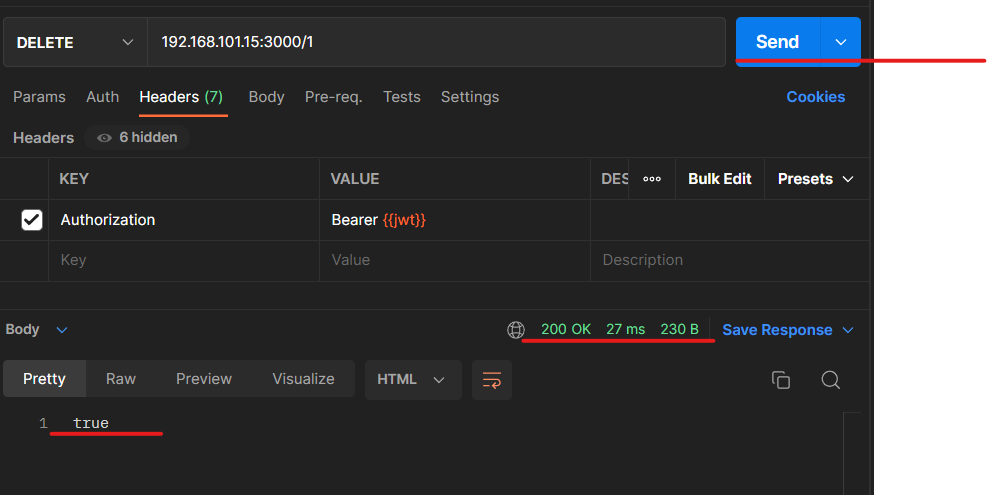 DELETE 192.168.101.15:3000/1 Send
Params Auth Headers (7) Body Pre-req. Tests Settings Cookies
Headers 6 hidden
KEY VALUE DES Bulk Edit Presets
Authorization Bearer {{jwt}}
Key Value Description
Body 200 OK 27 ms 230 B Save Response
Pretty Raw Preview Visualize HTML
1 true